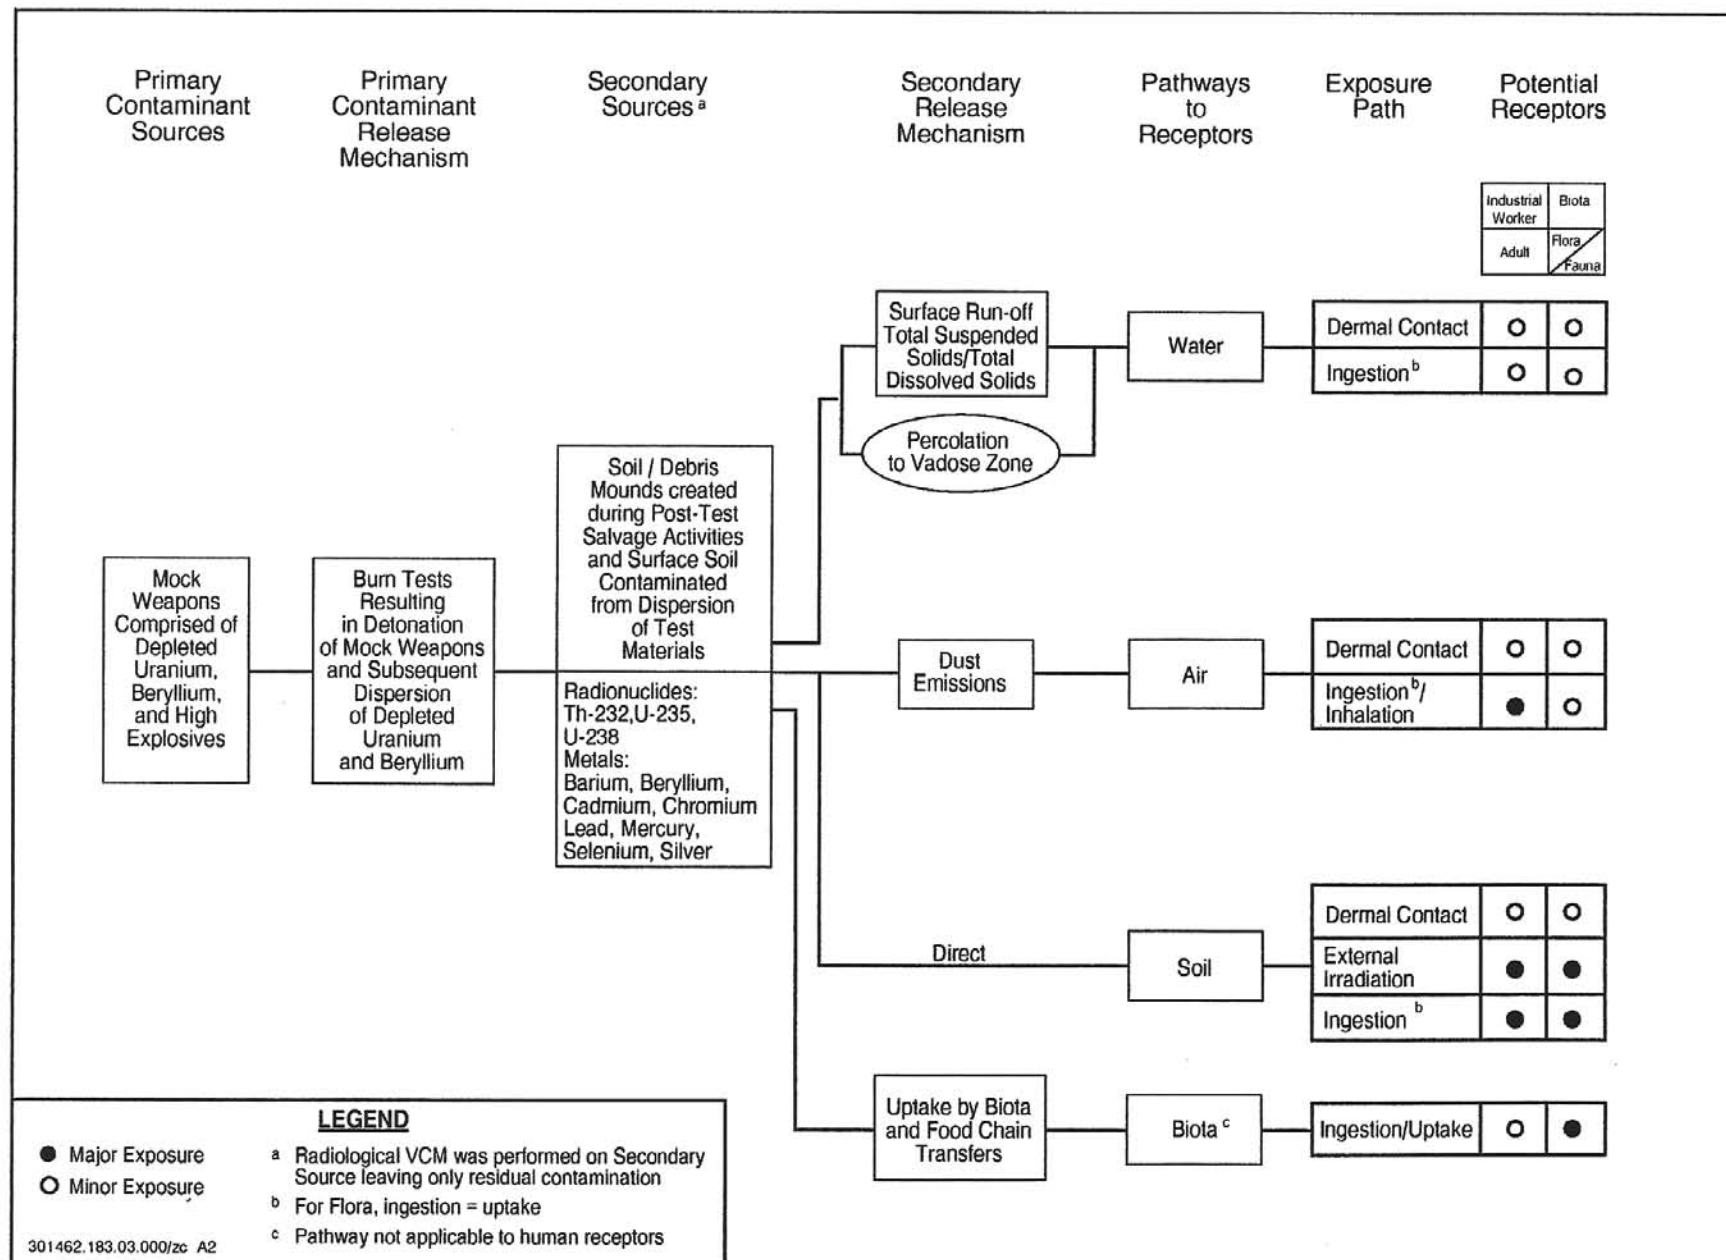 Primary
Contaminant
Sources
Primary
Contaminant
Release
Mechanism
Secondary
Sources a
Secondary
Release
Mechanism
Pathways
to
Receptors
Exposure
Path
Potential
Receptors
Industrial
Worker
Biota
Adult
Flora
Fauna
Mock
Weapons
Comprised of
Depleted
Uranium,
Beryllium,
and High
Explosives
Burn Tests
Resulting
in Detonation
of Mock Weapons
and Subsequent
Dispersion
of Depleted
Uranium
and Beryllium
Soil / Debris
Mounds created
during Post-Test
Salvage Activities
and Surface Soil
Contaminated
from Dispersion
of Test
Materials
Radionuclides:
Th-232,U-235,
U-238
Metals:
Barium, Beryllium,
Cadmium, Chromium
Lead, Mercury,
Selenium, Silver
Surface Run-off
Total Suspended
Solids/Total
Dissolved Solids
Percolation
to Vadose Zone
Water
Dermal Contact
Ingestion b
Dust
Emissions
Air
Dermal Contact
Ingestion b/
Inhalation
Direct
Soil
Dermal Contact
External
Irradiation
Ingestion b
Uptake by Biota
and Food Chain
Transfers
Biota c
Ingestion/Uptake
LEGEND
Major Exposure
Minor Exposure
a Radiological VCM was performed on Secondary
Source leaving only residual contamination
b For Flora, ingestion = uptake
c Pathway not applicable to human receptors
301462.183.03.000/zc A2